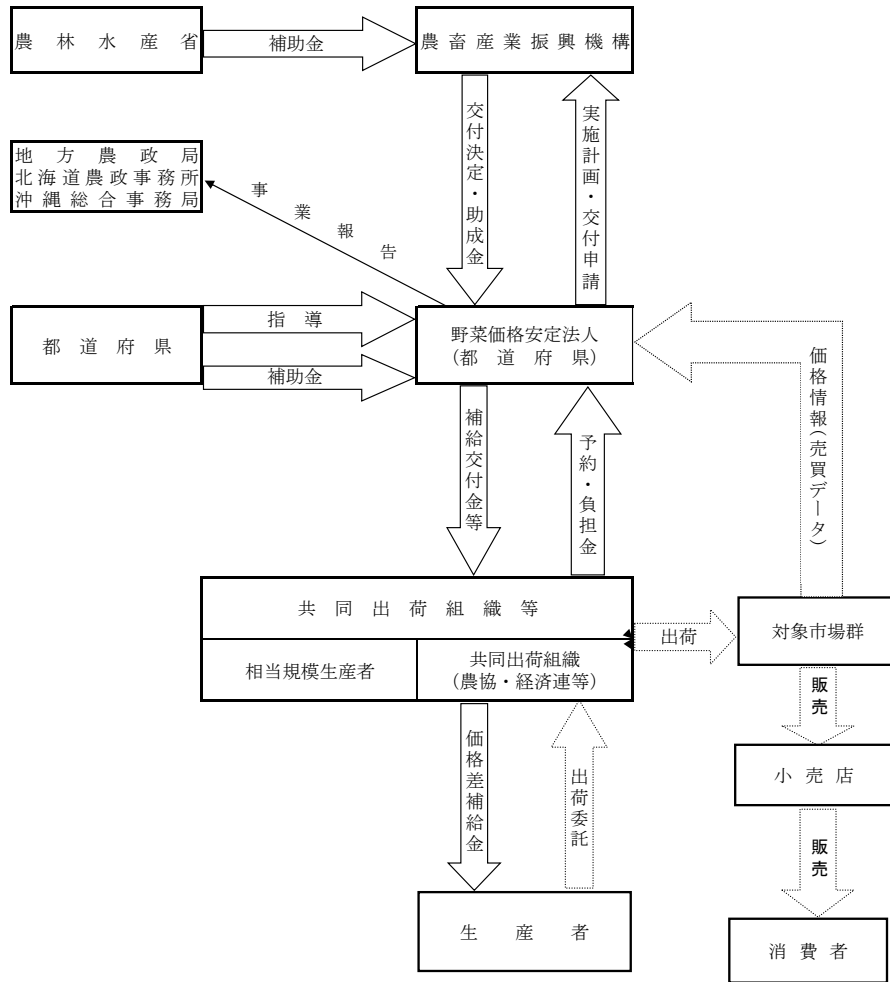 農林水産省
補助金
農畜産業振興機構
交付決定・助成金
実施計画・交付申請
地方農政局
北海道農政事務所
沖縄総合事務局
事業報告
都道府県
指導
補助金
野菜価格安定法人
(都道府県)
価格情報(売買データ)
補給交付金等
予約・負担金
共同出荷組織等
相当規模生産者
共同出荷組織
(農協・経済連等)
出荷
対象市場群
販売
小売店
価格差補給金
出荷委託
販売
生産者
消費者